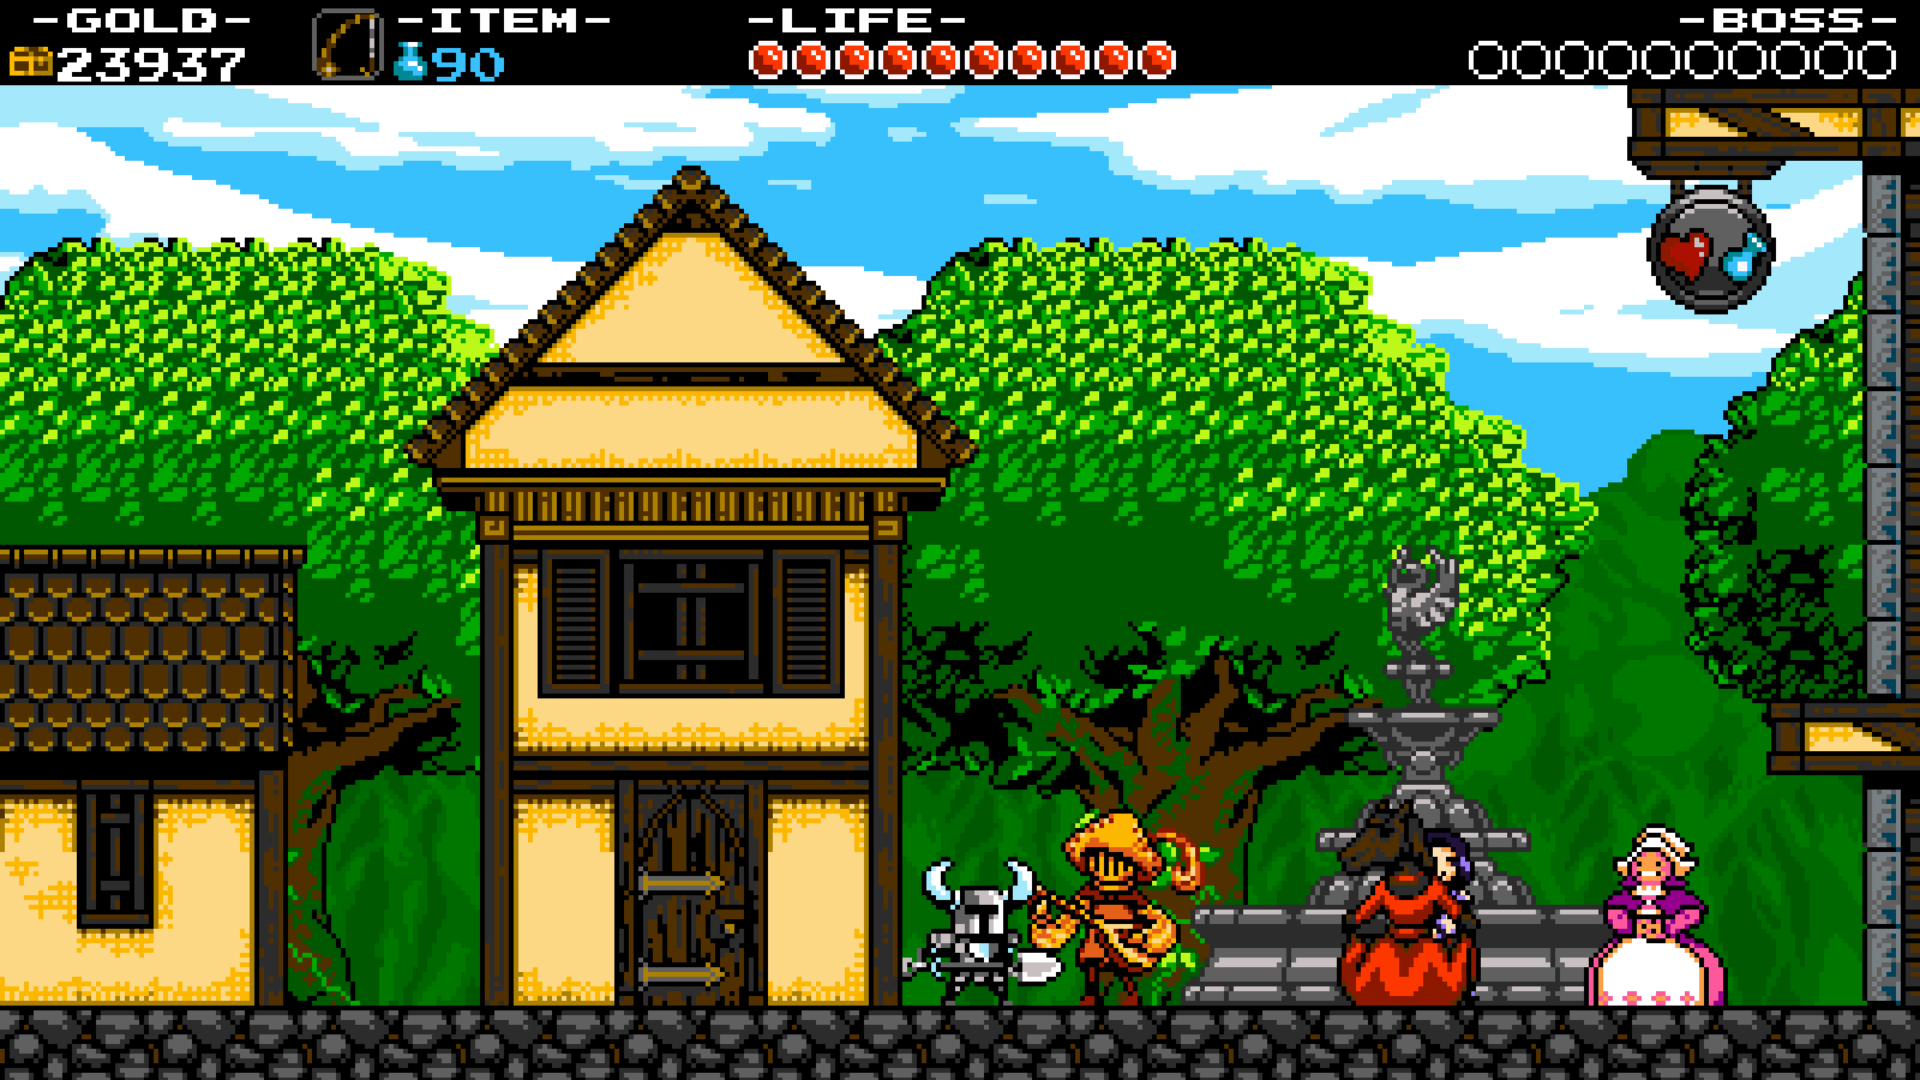 -GOLD-
23937
-ITEM-
90
-LIFE-
-BOSS-